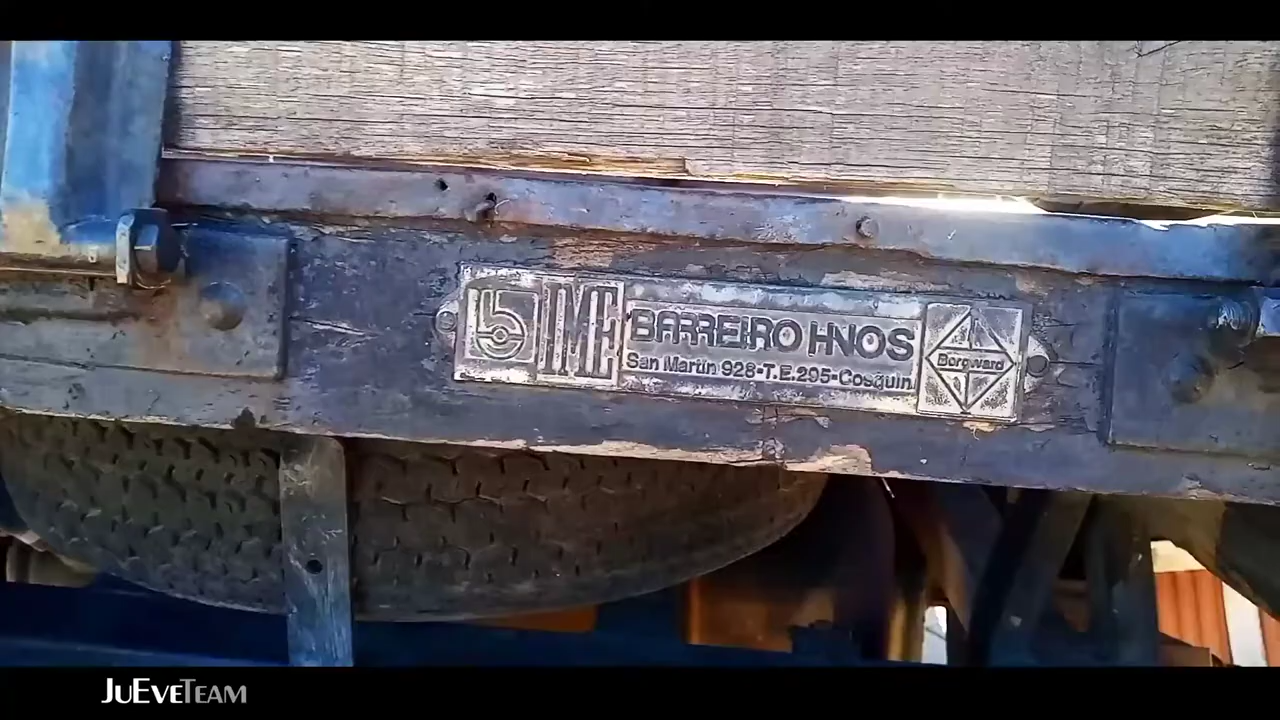 IME
BARREIRO HNOS
San Martin 928-T.E.295-Cosquin
Borgward
JUEVETEAM